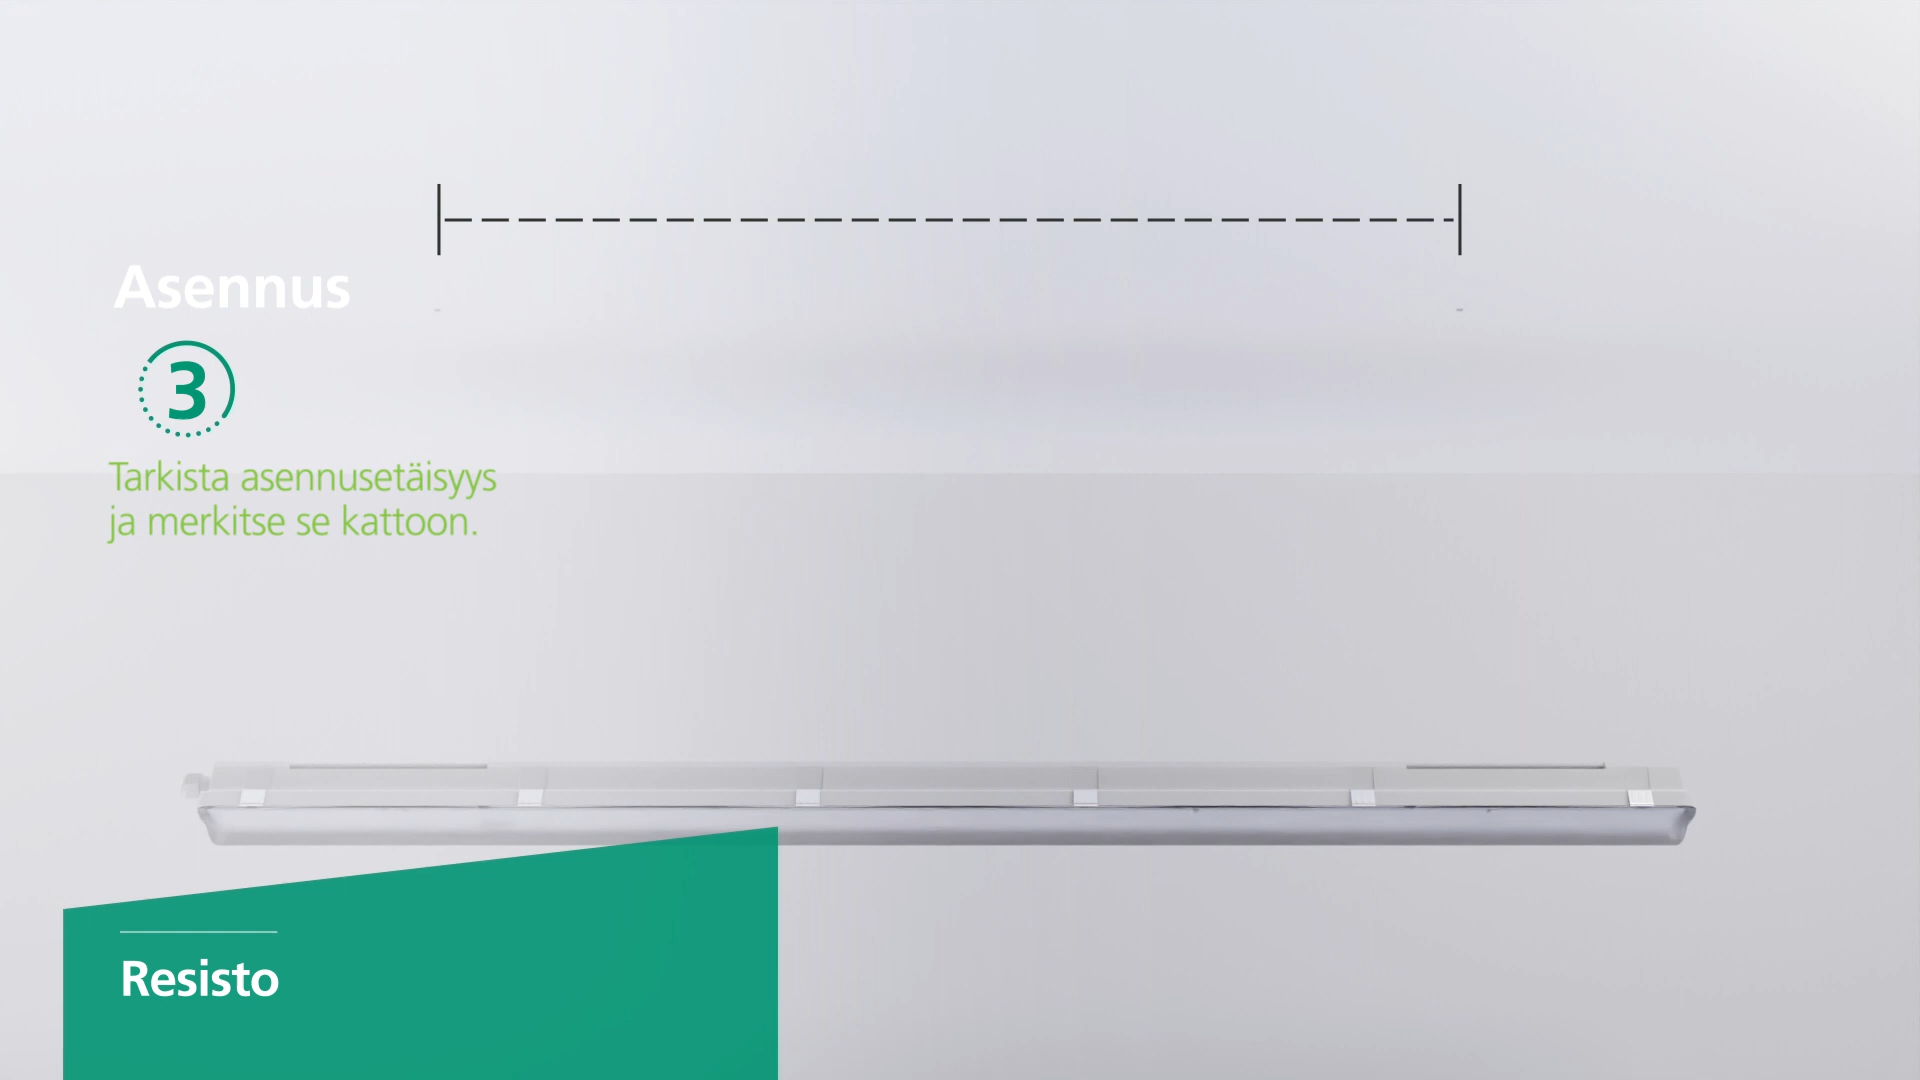 Asennus
3
Tarkista asennusetäisyys
ja merkitse se kattoon.
Resisto